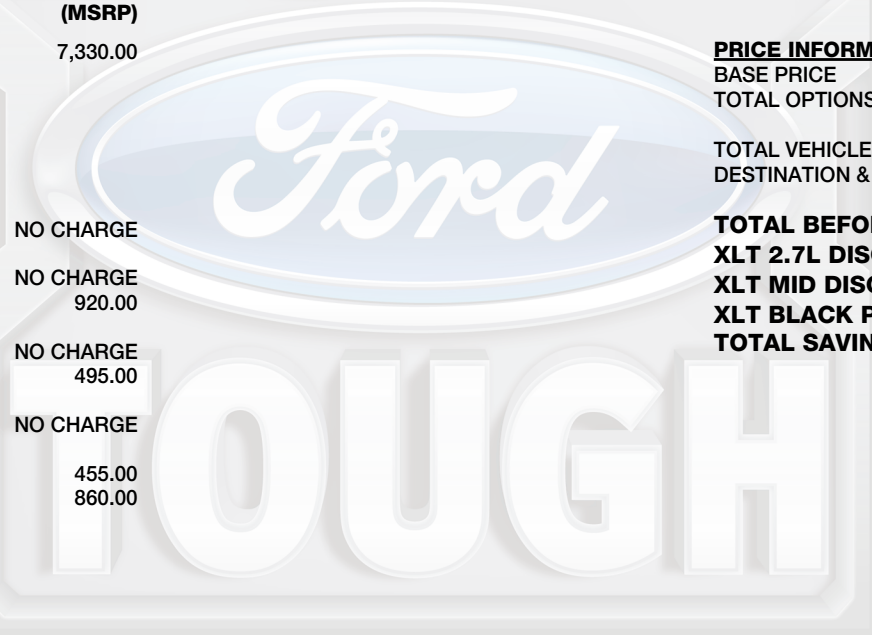 (MSRP)
7,330.00
NO CHARGE
NO CHARGE
920.00
NO CHARGE
495.00
NO CHARGE
455.00
860.00
PRICE INFORM
BASE PRICE
TOTAL OPTIONS
TOTAL VEHICLE
DESTINATION &
TOTAL BEFO
XLT 2.7L DIS
XLT MID DISC
XLT BLACK P
TOTAL SAVIN
Ford
TOUGH